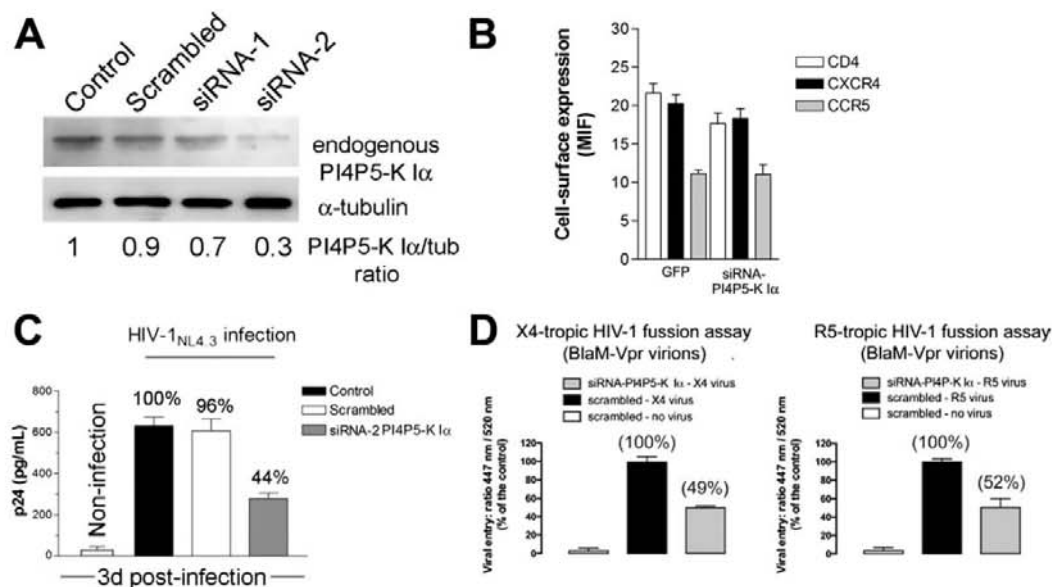 A
Control
Scrambled
siRNA-1
siRNA-2
endogenous
PI4P5-K Iα
α-tubulin
1 0.9 0.7 0.3 PI4P5-K Iα/tub
ratio
B
Cell-surface expression
(MIF)
30
25
20
15
10
5
0
GFP
siRNA-
PI4P5-K Iα
CD4
CXCR4
CCR5
C
HIV-1NL4.3 infection
p24 (pg/mL)
800
600
400
200
0
Non-infection
100%
96%
44%
Control
Scrambled
siRNA-2 PI4P5-K Iα
3d post-infection
D
X4-tropic HIV-1 fussion assay
(BlaM-Vpr virions)
siRNA-PI4P5-K Iα - X4 virus
scrambled - X4 virus
scrambled - no virus
Viral entry: ratio 447 nm / 520 nm
(% of the control)
140
120
100
80
60
40
20
0
(100%)
(49%)
R5-tropic HIV-1 fussion assay
(BlaM-Vpr virions)
siRNA-PI4P-K Iα - R5 virus
scrambled - R5 virus
scrambled - no virus
Viral entry: ratio 447 nm / 520 nm
(% of the control)
140
120
100
80
60
40
20
0
(100%)
(52%)